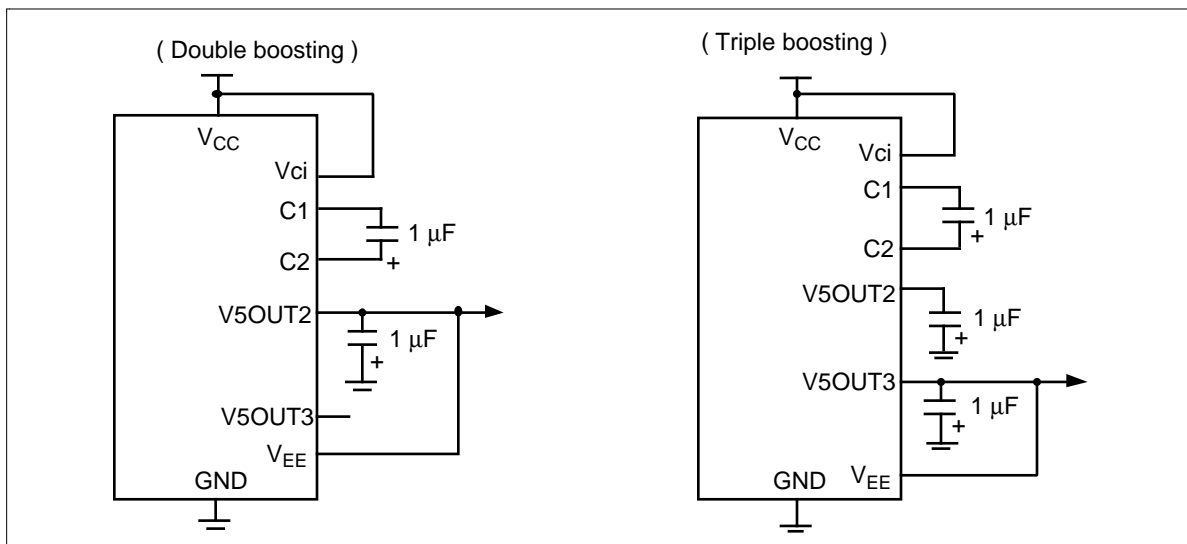 ( Double boosting )
VCC
Vci
C1
1 μF
C2
+
V5OUT2
1 μF
+
V5OUT3
VEE
GND
( Triple boosting )
VCC
Vci
C1
1 μF
C2
+
V5OUT2
1 μF
+
V5OUT3
1 μF
+
VEE
GND